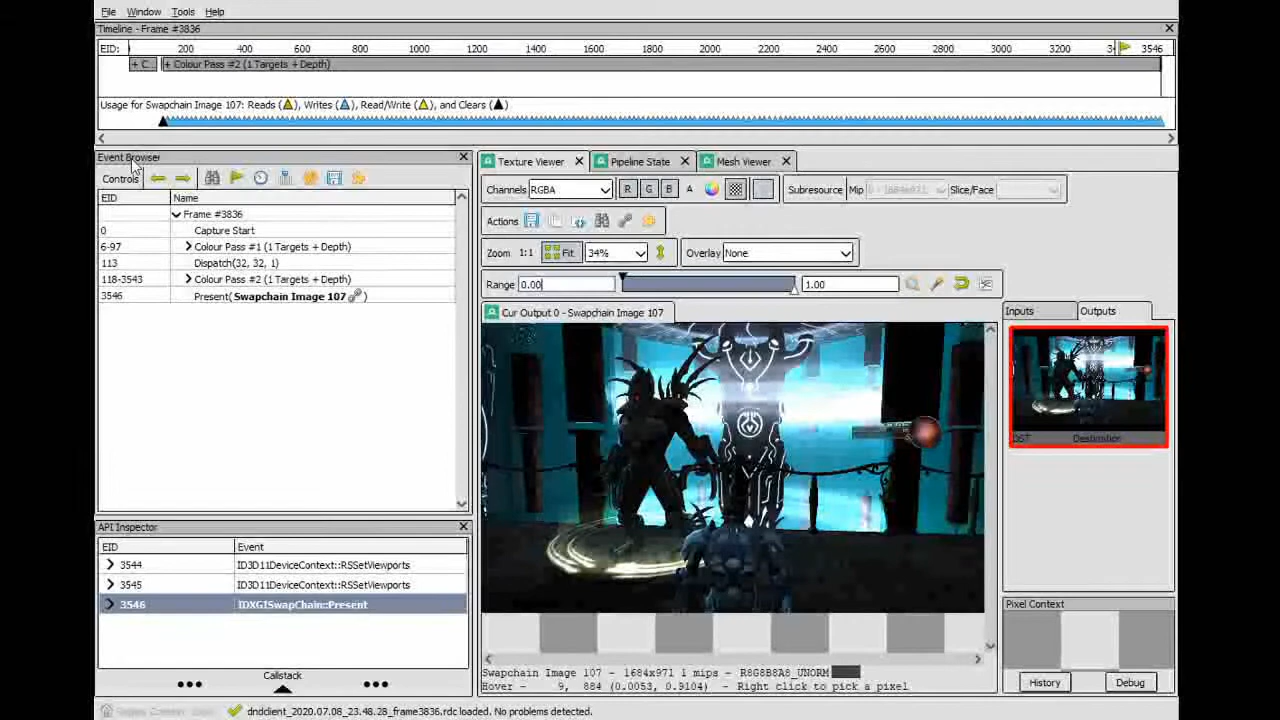 File Window Tools Help
Timeline - Frame #3836
EID: 200 400 600 800 1000 1200 1400 1600 1800 2000 2200 2400 2600 2800 3000 3200 3546
+ C... + Colour Pass #2 (1 Targets + Depth)
Usage for Swapchain Image 107: Reads ( ), Writes ( ), Read/Write ( ), and Clears ( )
Event Browser
Controls
EID Name
Frame #3836
0 Capture Start
6-97 Colour Pass #1 (1 Targets + Depth)
113 Dispatch(32, 32, 1)
118-3543 Colour Pass #2 (1 Targets + Depth)
3546 Present(Swapchain Image 107 )
API Inspector
EID Event
3544 ID3D11DeviceContext::RSSetViewports
3545 ID3D11DeviceContext::RSSetViewports
3546 IDXGISwapChain::Present
Callstack
Texture Viewer Pipeline State Mesh Viewer
Channels RGBA R G B A Subresource Mip 0 - 1684x971 Slice/Face
Actions
Zoom 1:1 Fit 34% Overlay None
Range 0.00 1.00
Cur Output 0 - Swapchain Image 107
Inputs Outputs
DST Destination
Pixel Context
History Debug
Swapchain Image 107 - 1684x971 1 mips - R8G8B8A8_UNORM
Hover - 9, 884 (0.0053, 0.9104) - Right click to pick a pixel
dndclient_2020.07.08_23.48.28_frame3836.rdc loaded. No problems detected.